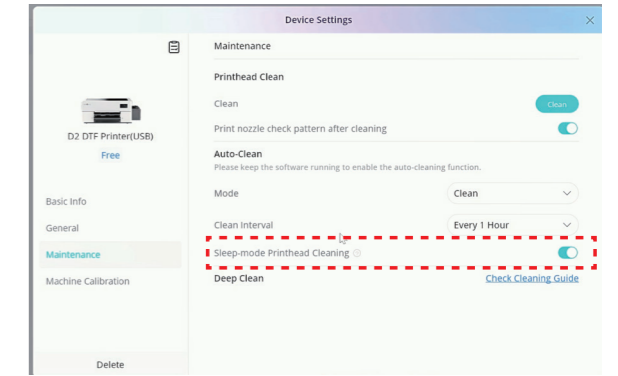 Device Settings
Maintenance
Printhead Clean
Clean
Clean
Print nozzle check pattern after cleaning
D2 DTF Printer(USB)
Free
Auto-Clean
Please keep the software running to enable the auto-cleaning function.
Mode
Clean
Basic Info
Clean Interval
Every 1 Hour
General
Sleep-mode Printhead Cleaning
Maintenance
Deep Clean
Check Cleaning Guide
Machine Calibration
Delete